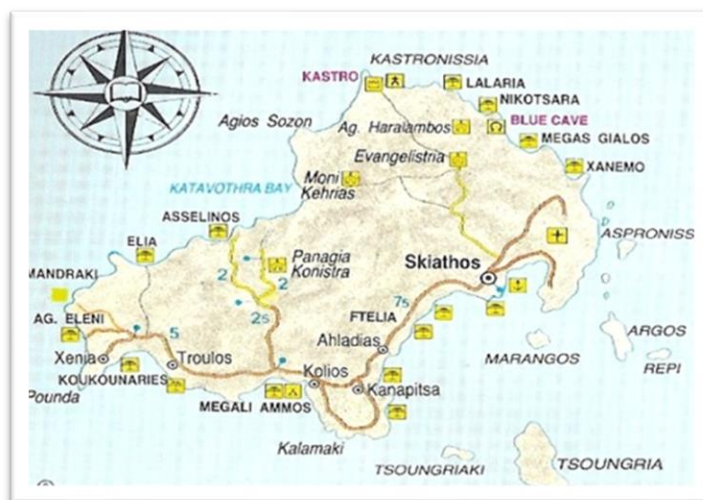 KASTRONISSIA
KASTRO
LALARIA
NIKOTSARA
Agios Sozon
Ag. Haralambos
BLUE CAVE
MEGAS GIALOS
Evangelistria
XANEMO
Moni
Kehrias
KATAVOTHRA BAY
ASSELINOS
ELIA
Panagia
Konistra
ASPRONISS
Skiathos
MANDRAKI
2
2
75
25
FTELIA
AG. ELENI
5
ARGOS
Ahladias
Xenia
Troulos
MARANGOS
REPI
KOUKOUNARIES
Kolios
Kanapitsa
Pounda
MEGALI AMMOS
Kalamaki
TSOUNGRIAKI
TSOUNGRIA